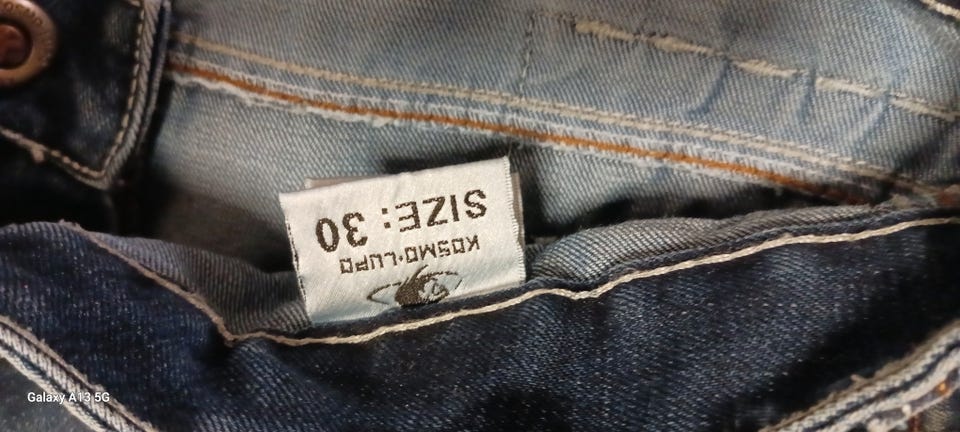 KOSMO•LUPO
SIZE: 30
Galaxy A13 5G